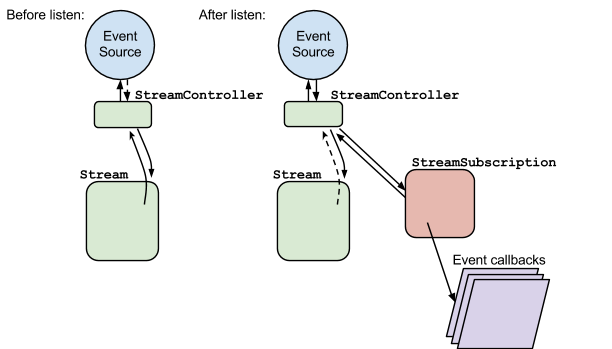 Before listen:
Event
Source
StreamController
Stream
After listen:
Event
Source
StreamController
Stream
StreamSubscription
Event callbacks